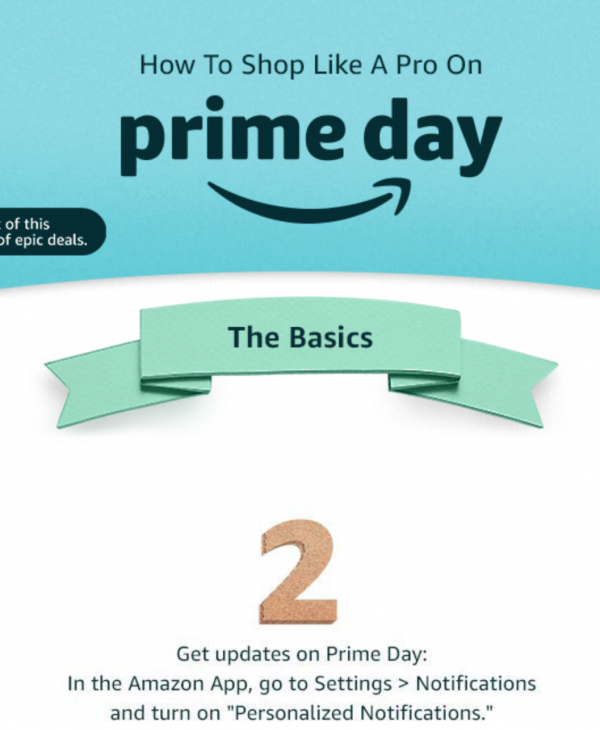 How To Shop Like A Pro On
prime day
of this
of epic deals.
The Basics
2
Get updates on Prime Day:
In the Amazon App, go to Settings > Notifications
and turn on "Personalized Notifications."